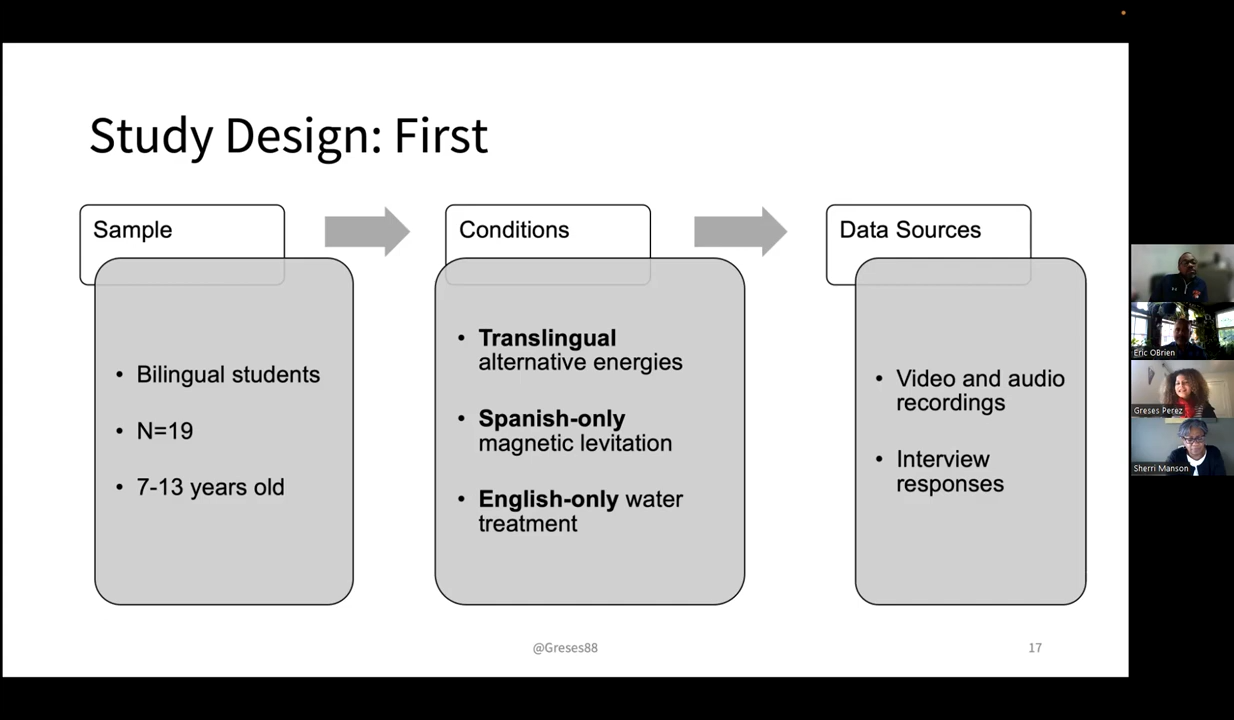 Study Design: First
Sample
• Bilingual students
• N=19
• 7-13 years old
Conditions
• Translingual
alternative energies
• Spanish-only
magnetic levitation
• English-only water
treatment
Data Sources
• Video and audio
recordings
• Interview
responses
@Greses88
17
Eric OBrien
Greses Perez
Sherri Manson